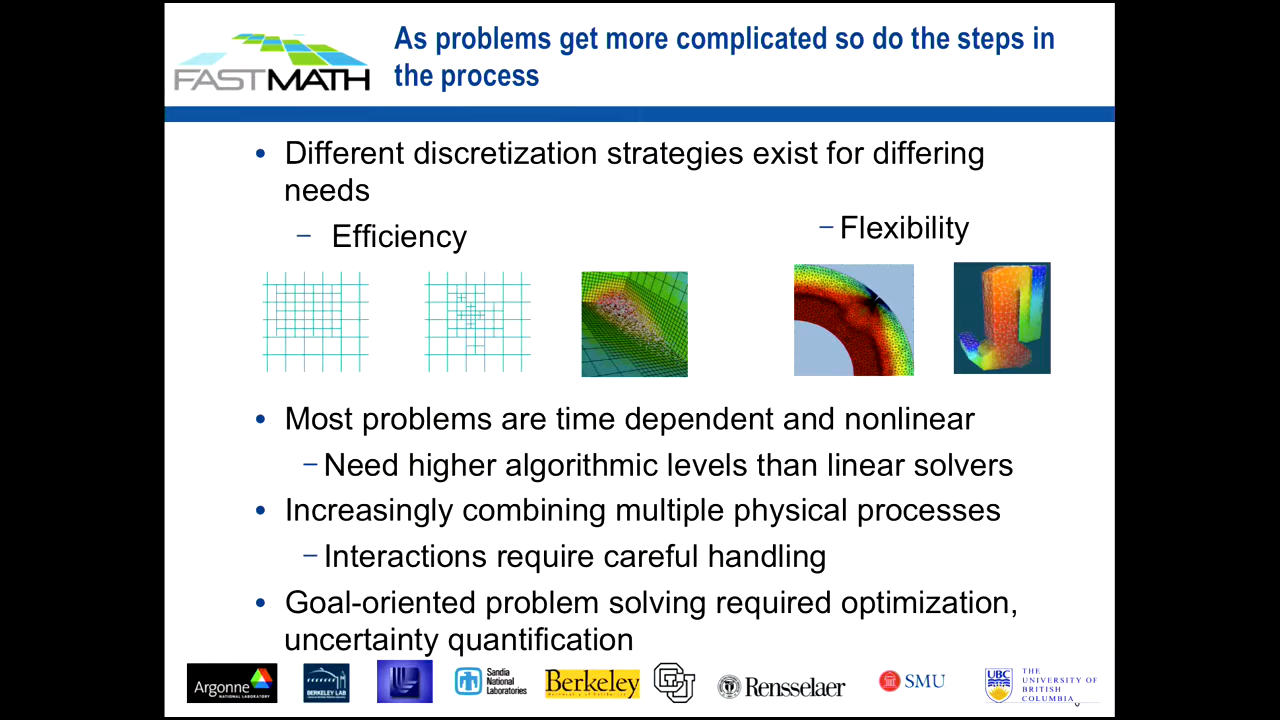 FASTMATH
As problems get more complicated so do the steps in
the process
• Different discretization strategies exist for differing
needs
– Efficiency
– Flexibility
• Most problems are time dependent and nonlinear
– Need higher algorithmic levels than linear solvers
• Increasingly combining multiple physical processes
– Interactions require careful handling
• Goal-oriented problem solving required optimization,
uncertainty quantification
Argonne
NATIONAL LABORATORY
BERKELEY LAB
Sandia
National
Laboratories
Berkeley
Rensselaer
SMU
UBC
THE
UNIVERSITY OF
BRITISH
COLUMBIA